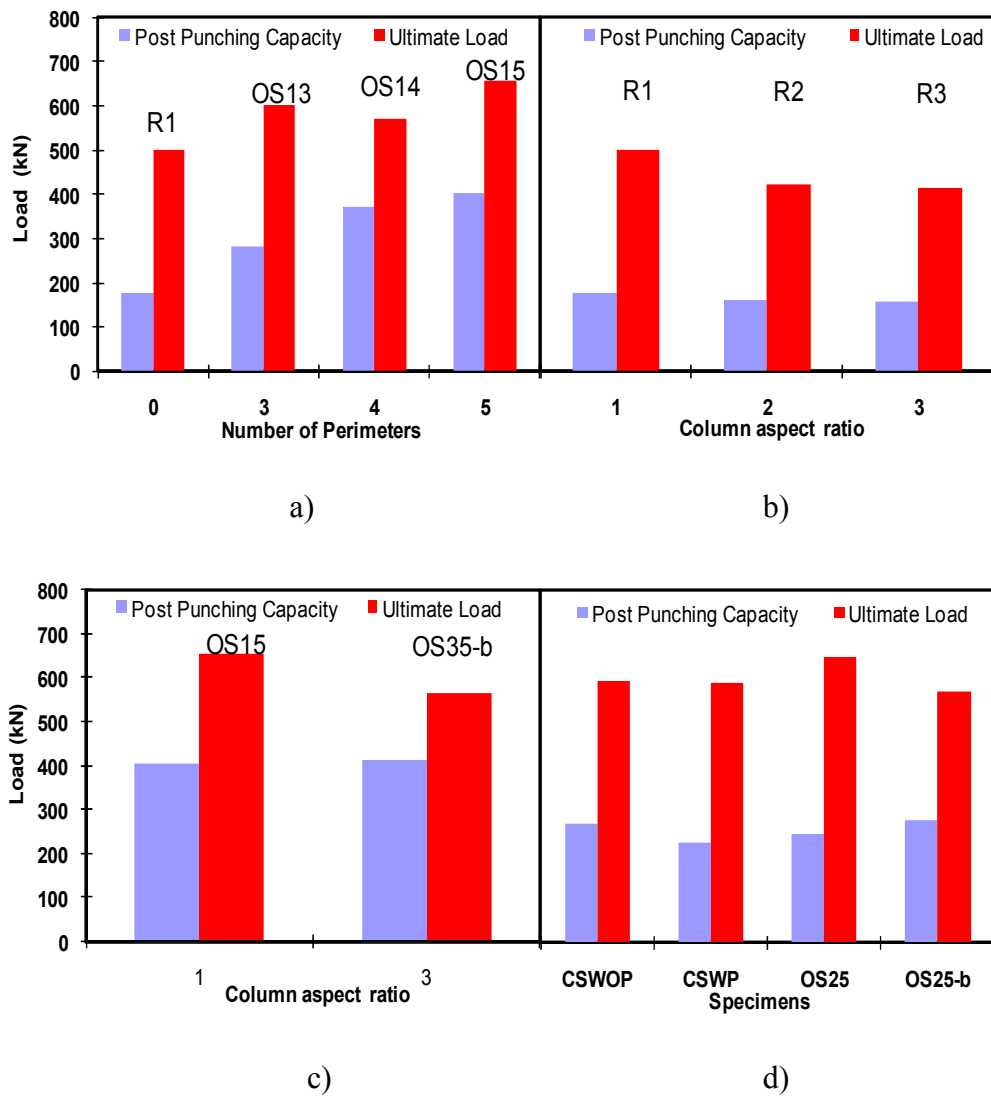 800
700
600
500
400
300
200
100
0
Load (kN)
Post Punching Capacity Ultimate Load
R1
OS13
OS14
OS15
0 3 4 5
Number of Perimeters
a)
Post Punching Capacity Ultimate Load
R1 R2 R3
1 2 3
Column aspect ratio
b)
800
700
600
500
400
300
200
100
0
Load (kN)
Post Punching Capacity Ultimate Load
OS15 OS35-b
1 3
Column aspect ratio
c)
Post Punching Capacity Ultimate Load
CSWOP CSWP OS25 OS25-b
Specimens
d)